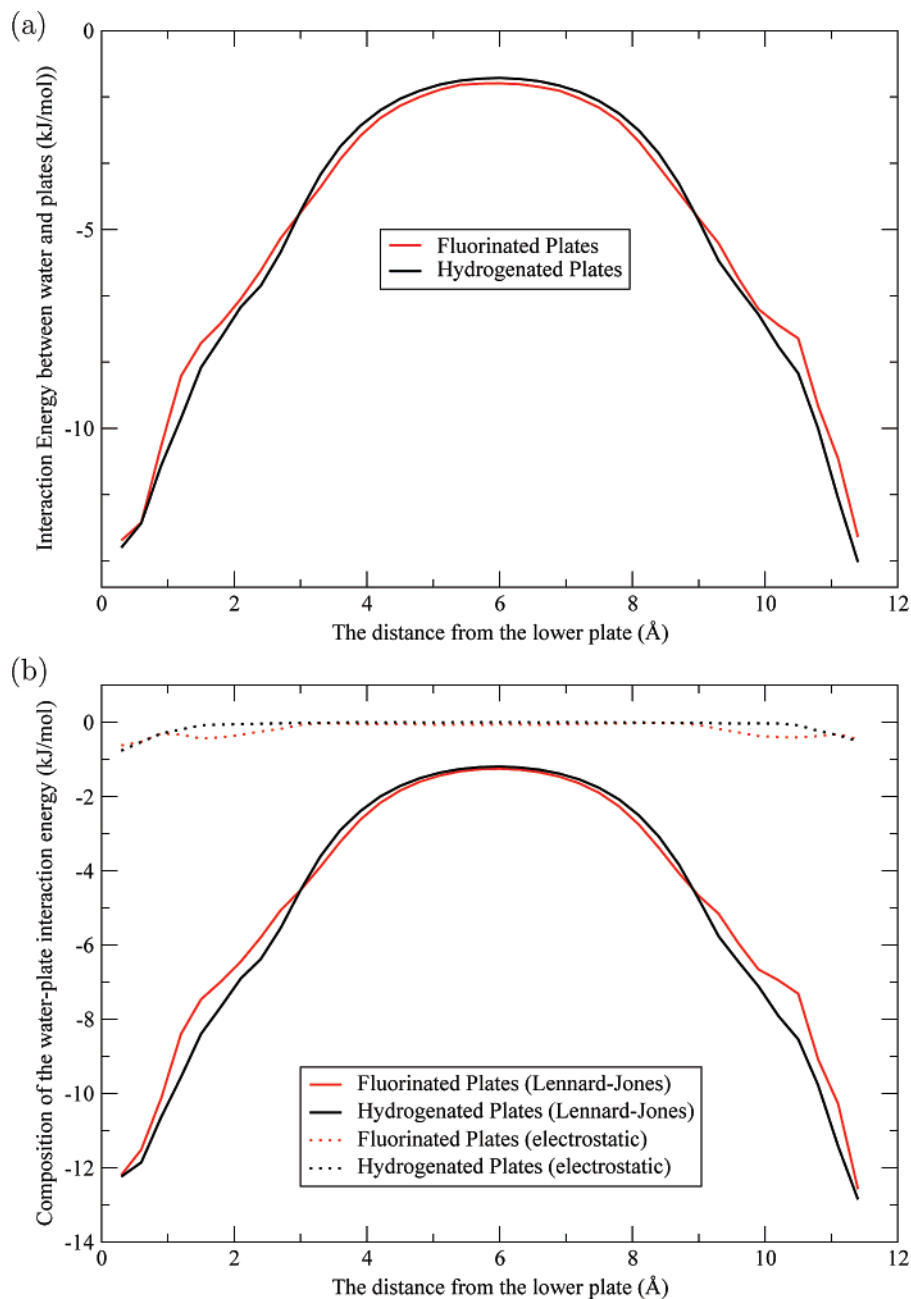 (a)
Interaction Energy between water and plates (kJ/mol))
0
-5
-10
Fluorinated Plates
Hydrogenated Plates
0 2 4 6 8 10 12
The distance from the lower plate (Å)
(b)
Composition of the water-plate interaction energy (kJ/mol)
0
-2
-4
-6
-8
-10
-12
-14
Fluorinated Plates (Lennard-Jones)
Hydrogenated Plates (Lennard-Jones)
Fluorinated Plates (electrostatic)
Hydrogenated Plates (electrostatic)
0 2 4 6 8 10 12
The distance from the lower plate (Å)